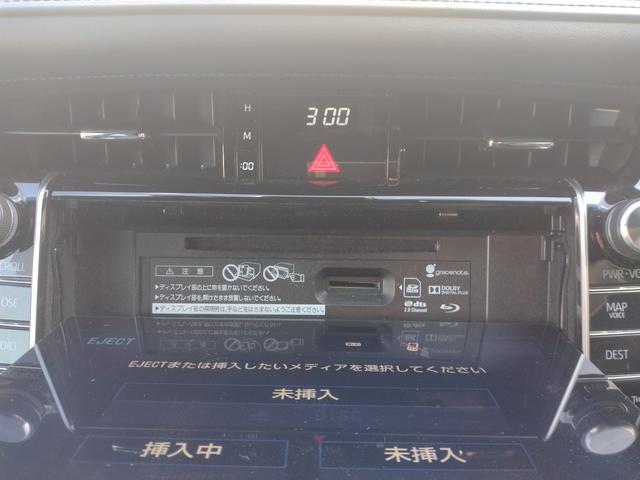 H
3:00
M
:00
SCROLL
PWR·VO
⚠ 注 意
gracenote.
▶ディスプレイ部の上に物を置かないでください。
▶ディスプレイ部を、開けたまま放置しないでください。
▶ディスプレイ部の開閉時は、手などをはさまないようご注意ください。
SD
DOLBY
DIGITAL PLUS
dts
2.0 Channel
Blu-ray
MAP
VOICE
DEST
EJECT
EJECTまたは挿入したいメディアを選択してください
未挿入
DISC
挿入中
未挿入